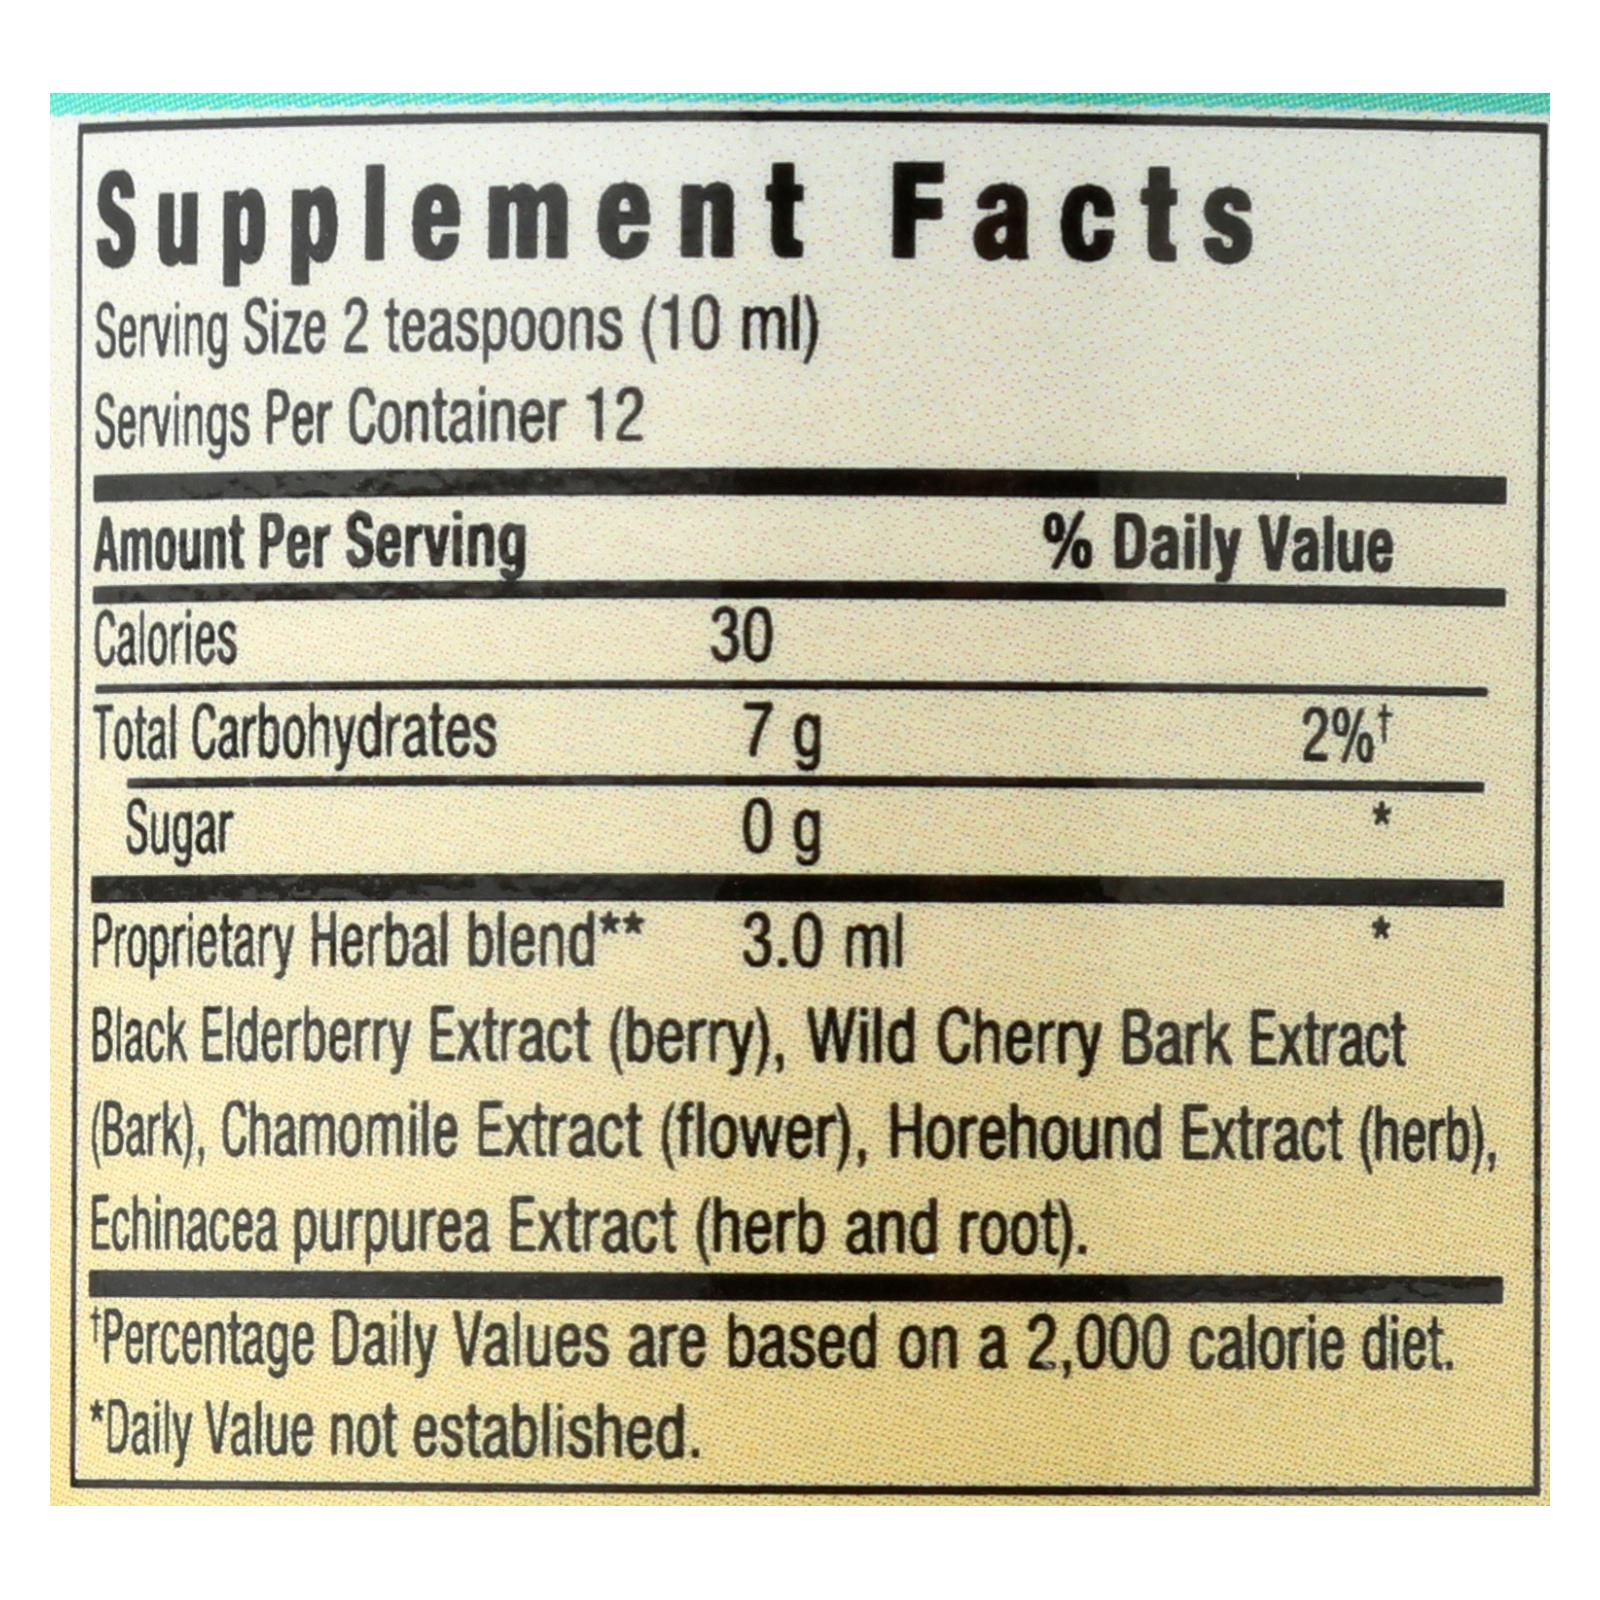 Supplement Facts
Serving Size 2 teaspoons (10 ml)
Servings Per Container 12
Amount Per Serving % Daily Value
Calories 30
Total Carbohydrates 7 g 2%†
Sugar 0 g *
Proprietary Herbal blend** 3.0 ml *
Black Elderberry Extract (berry), Wild Cherry Bark Extract
(Bark), Chamomile Extract (flower), Horehound Extract (herb),
Echinacea purpurea Extract (herb and root).
†Percentage Daily Values are based on a 2,000 calorie diet.
*Daily Value not established.